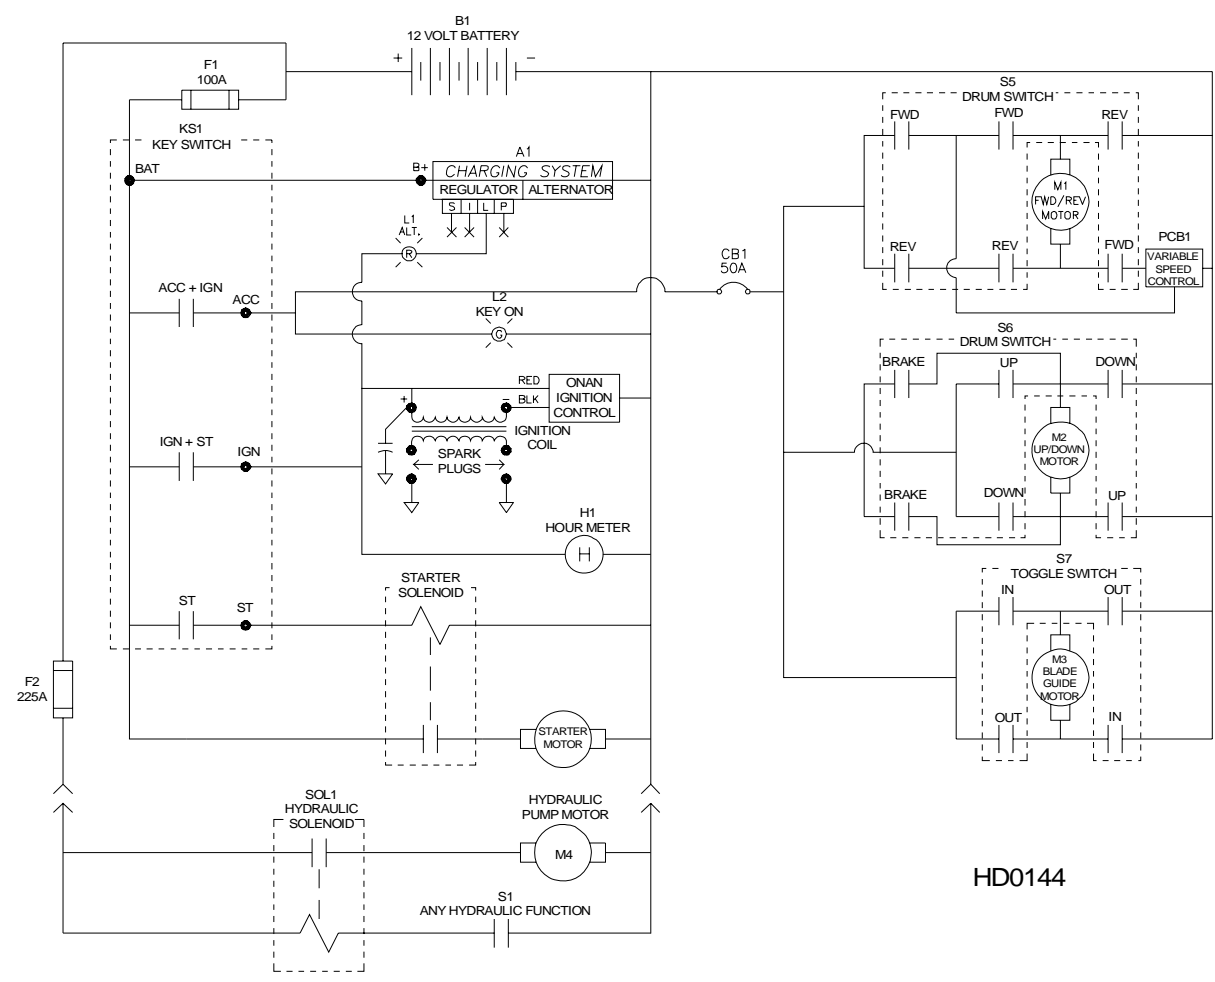 B1
12 VOLT BATTERY
+
-
F1
100A
KS1
KEY SWITCH
BAT
B+
A1
CHARGING SYSTEM
REGULATOR
ALTERNATOR
S
I
L
P
L1
ALT.
R
ACC + IGN
ACC
L2
KEY ON
G
CB1
50A
RED
BLK
+
-
ONAN
IGNITION
CONTROL
IGNITION
COIL
SPARK
PLUGS
IGN + ST
IGN
H1
HOUR METER
H
ST
ST
STARTER
SOLENOID
STARTER
MOTOR
F2
225A
SOL1
HYDRAULIC
SOLENOID
HYDRAULIC
PUMP MOTOR
M4
S1
ANY HYDRAULIC FUNCTION
S5
DRUM SWITCH
FWD
FWD
REV
M1
FWD/REV
MOTOR
REV
REV
FWD
PCB1
VARIABLE
SPEED
CONTROL
S6
DRUM SWITCH
BRAKE
UP
DOWN
M2
UP/DOWN
MOTOR
BRAKE
DOWN
UP
S7
TOGGLE SWITCH
IN
OUT
M3
BLADE
GUIDE
MOTOR
OUT
IN
HD0144